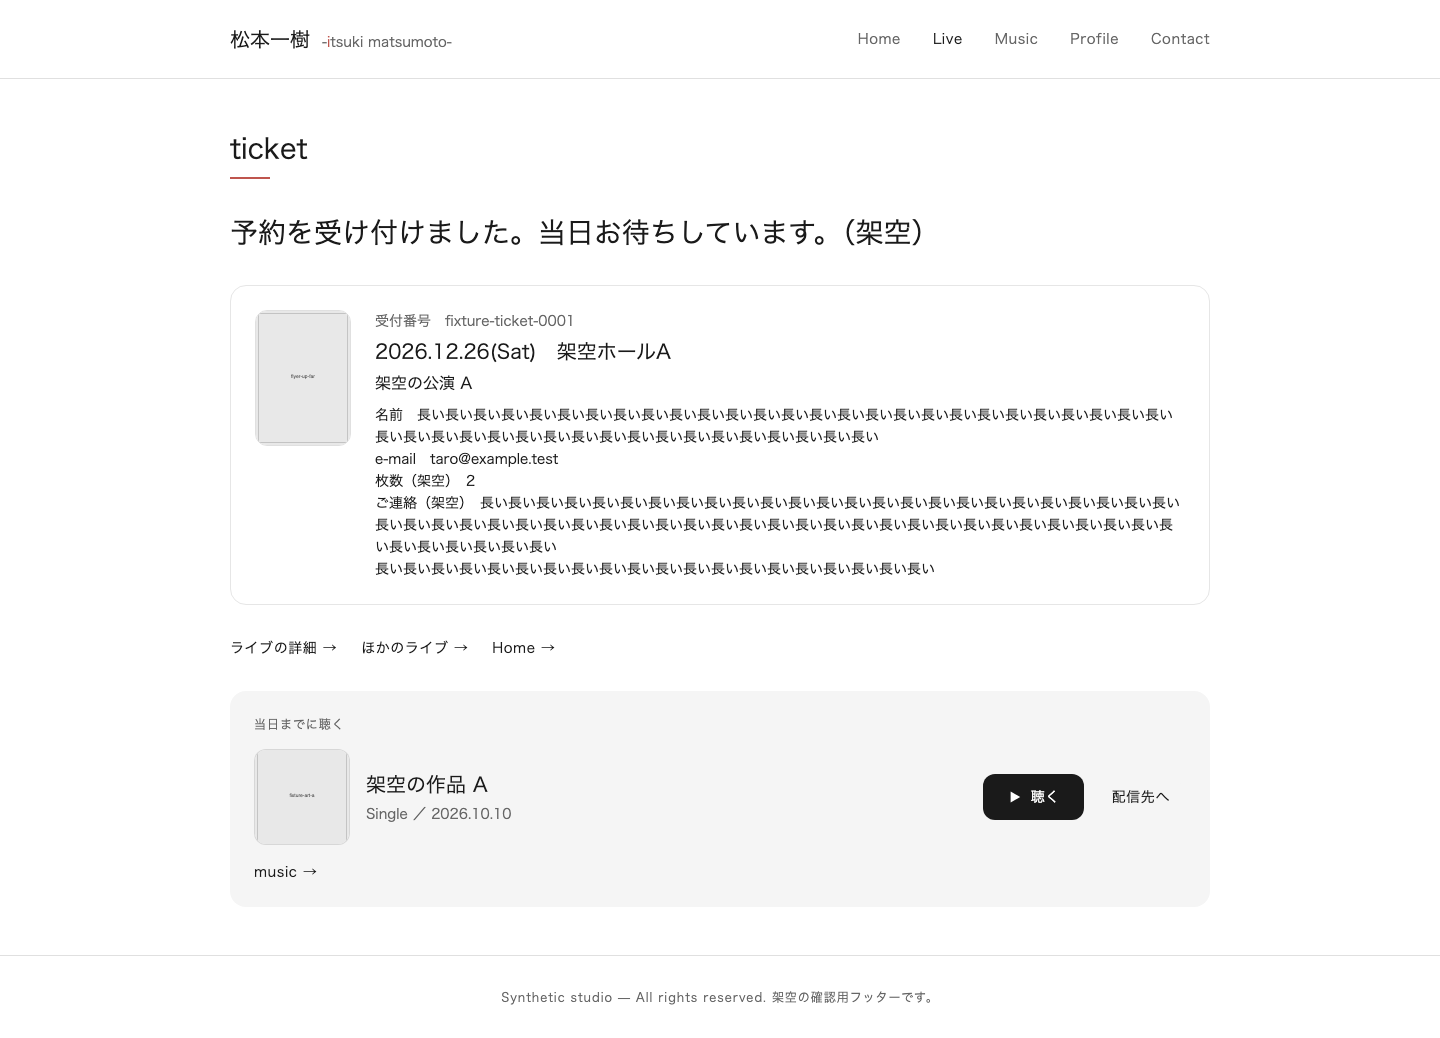 松本一樹 -itsuki matsumoto-
Home Live Music Profile Contact
ticket
予約を受け付けました。当日お待ちしています。（架空）
flyer-up-far
受付番号 fixture-ticket-0001
2026.12.26(Sat) 架空ホールA
架空の公演 A
名前 長い長い長い長い長い長い長い長い長い長い長い長い長い長い長い長い長い長い長い長い長い長い長い長い長い長い長い
長い長い長い長い長い長い長い長い長い長い長い長い長い長い長い長い長い長い
e-mail taro@example.test
枚数（架空） 2
ご連絡（架空） 長い長い長い長い長い長い長い長い長い長い長い長い長い長い長い長い長い長い長い長い長い長い長い長い長い
長い長い長い長い長い長い長い長い長い長い長い長い長い長い長い長い長い長い長い長い長い長い長い長い長い長い長い長い長
い長い長い長い長い長い長い
長い長い長い長い長い長い長い長い長い長い長い長い長い長い長い長い長い長い長い長い
ライブの詳細 → ほかのライブ → Home →
当日までに聴く
fixture-art-a
架空の作品 A
Single ／ 2026.10.10
▶ 聴く
配信先へ
music →
Synthetic studio — All rights reserved. 架空の確認用フッターです。